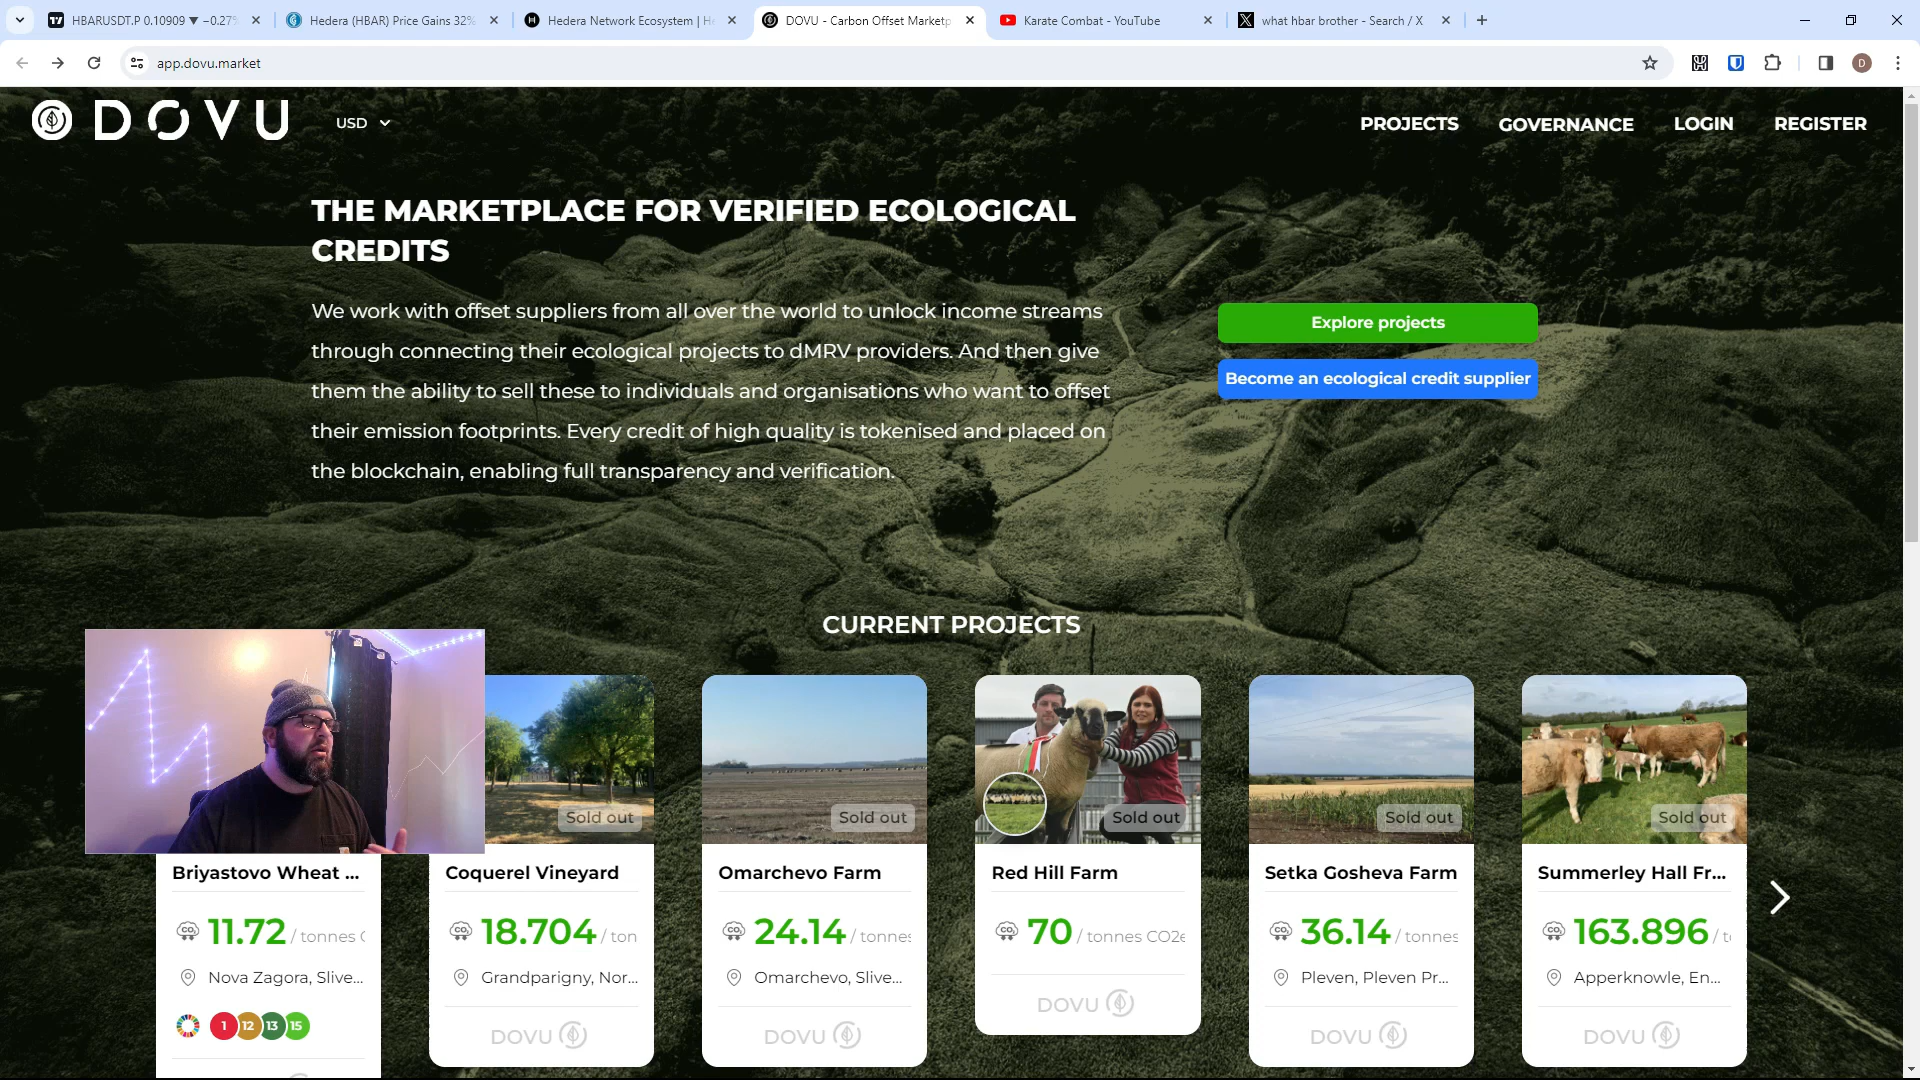 HBARUSDT.P 0.10909 ▼ −0.27%
Hedera (HBAR) Price Gains 32%
Hedera Network Ecosystem | He
DOVU - Carbon Offset Marketp
Karate Combat - YouTube
what hbar brother - Search / X
app.dovu.market
D
DOVU
USD
PROJECTS
GOVERNANCE
LOGIN
REGISTER
THE MARKETPLACE FOR VERIFIED ECOLOGICAL
CREDITS
We work with offset suppliers from all over the world to unlock income streams
through connecting their ecological projects to dMRV providers. And then give
them the ability to sell these to individuals and organisations who want to offset
their emission footprints. Every credit of high quality is tokenised and placed on
the blockchain, enabling full transparency and verification.
Explore projects
Become an ecological credit supplier
CURRENT PROJECTS
Sold out
Sold out
Sold out
Sold out
Sold out
Briyastovo Wheat ...
11.72 / tonnes C
Nova Zagora, Slive...
1 12 13 15
Coquerel Vineyard
18.704 / ton
Grandparigny, Nor...
DOVU
Omarchevo Farm
24.14 / tonnes
Omarchevo, Slive...
DOVU
Red Hill Farm
70 / tonnes CO2e
DOVU
Setka Gosheva Farm
36.14 / tonnes
Pleven, Pleven Pr...
DOVU
Summerley Hall Fr...
163.896 / t
Apperknowle, En...
DOVU